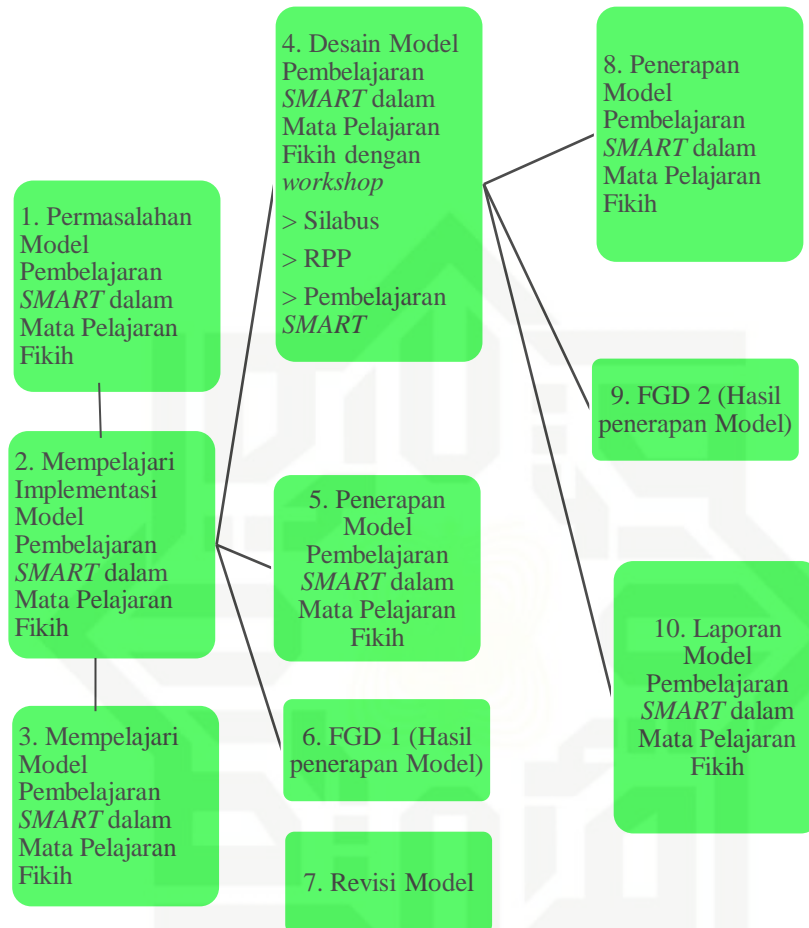 1. Permasalahan
Model
Pembelajaran
SMART dalam
Mata Pelajaran
Fikih
2. Mempelajari
Implementasi
Model
Pembelajaran
SMART dalam
Mata Pelajaran
Fikih
3. Mempelajari
Model
Pembelajaran
SMART dalam
Mata Pelajaran
Fikih
4. Desain Model
Pembelajaran
SMART dalam
Mata Pelajaran
Fikih dengan
workshop
> Silabus
> RPP
> Pembelajaran
SMART
5. Penerapan
Model
Pembelajaran
SMART dalam
Mata Pelajaran
Fikih
6. FGD 1 (Hasil
penerapan Model)
7. Revisi Model
8. Penerapan
Model
Pembelajaran
SMART dalam
Mata Pelajaran
Fikih
9. FGD 2 (Hasil
penerapan Model)
10. Laporan
Model
Pembelajaran
SMART dalam
Mata Pelajaran
Fikih